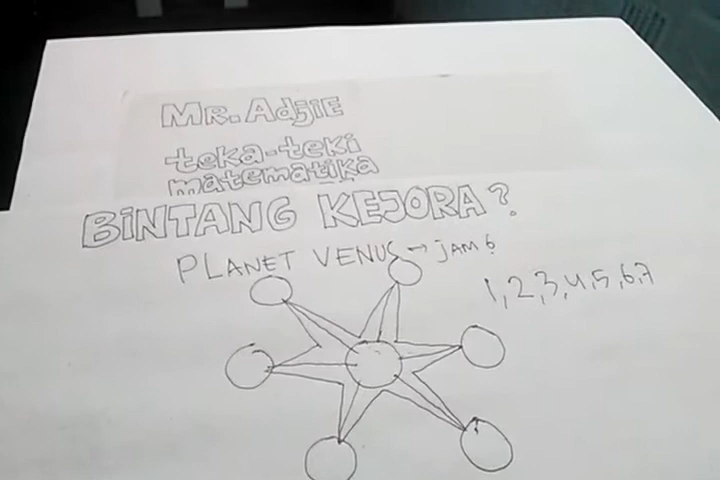 MR. AdjiE
teka-teki
matematika
BiNTANG KEJORA?
PLANET VENUS → jAM 6
1,2,3,4,5,6,7